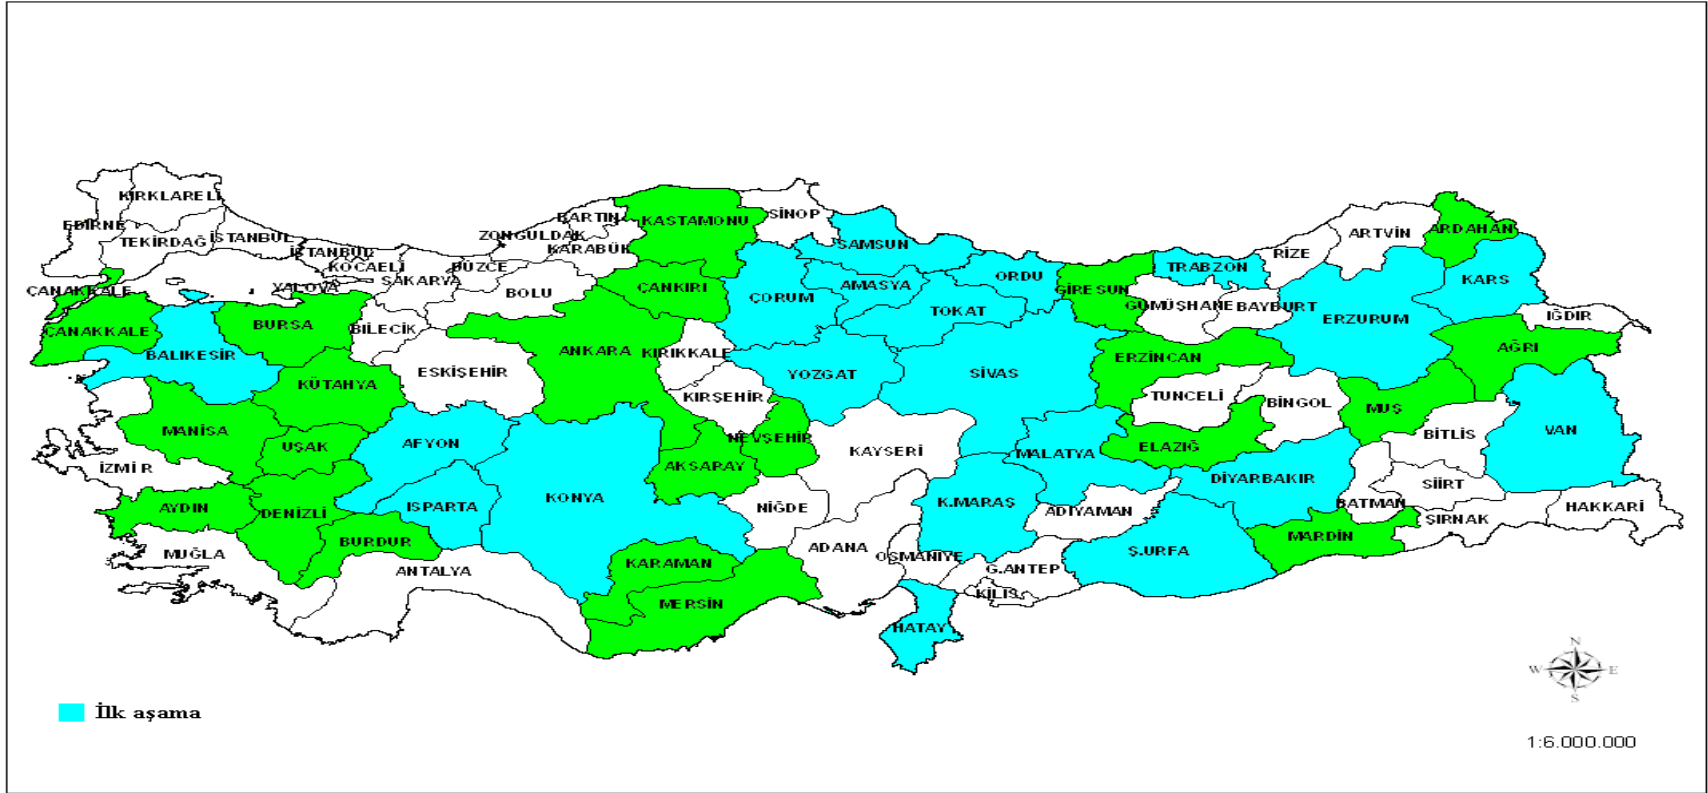 KIRKLARELİ
EDİRNE
TEKİRDAĞ
İSTANBUL
İSTANBUL
KOCAELİ
YALOVA
SAKARYA
DÜZCE
ZONGULDAK
BARTIN
KARABÜK
BOLU
KASTAMONU
SİNOP
ÇANKIRI
SAMSUN
ÇORUM
AMASYA
ORDU
TOKAT
GİRESUN
TRABZON
GÜMÜŞHANE
BAYBURT
RİZE
ARTVİN
ARDAHAN
KARS
ERZURUM
IĞDIR
AĞRI
ÇANAKKALE
ÇANAKKALE
BALIKESİR
BURSA
BİLECİK
KÜTAHYA
ESKİŞEHİR
ANKARA
KIRIKKALE
KIRŞEHİR
YOZGAT
SİVAS
ERZİNCAN
TUNCELİ
BİNGOL
MUŞ
BİTLİS
VAN
MANİSA
UŞAK
AFYON
İZMİR
AYDIN
DENİZLİ
ISPARTA
BURDUR
MUĞLA
ANTALYA
KONYA
AKSARAY
NEVŞEHİR
KAYSERİ
NİĞDE
KARAMAN
MERSİN
ADANA
OSMANIYE
K.MARAŞ
MALATYA
ELAZIĞ
DİYARBAKIR
ADIYAMAN
G.ANTEP
KİLİS
HATAY
Ş.URFA
MARDİN
BATMAN
SİİRT
ŞIRNAK
HAKKARİ
İlk aşama
N
W
E
S
1:6.000.000